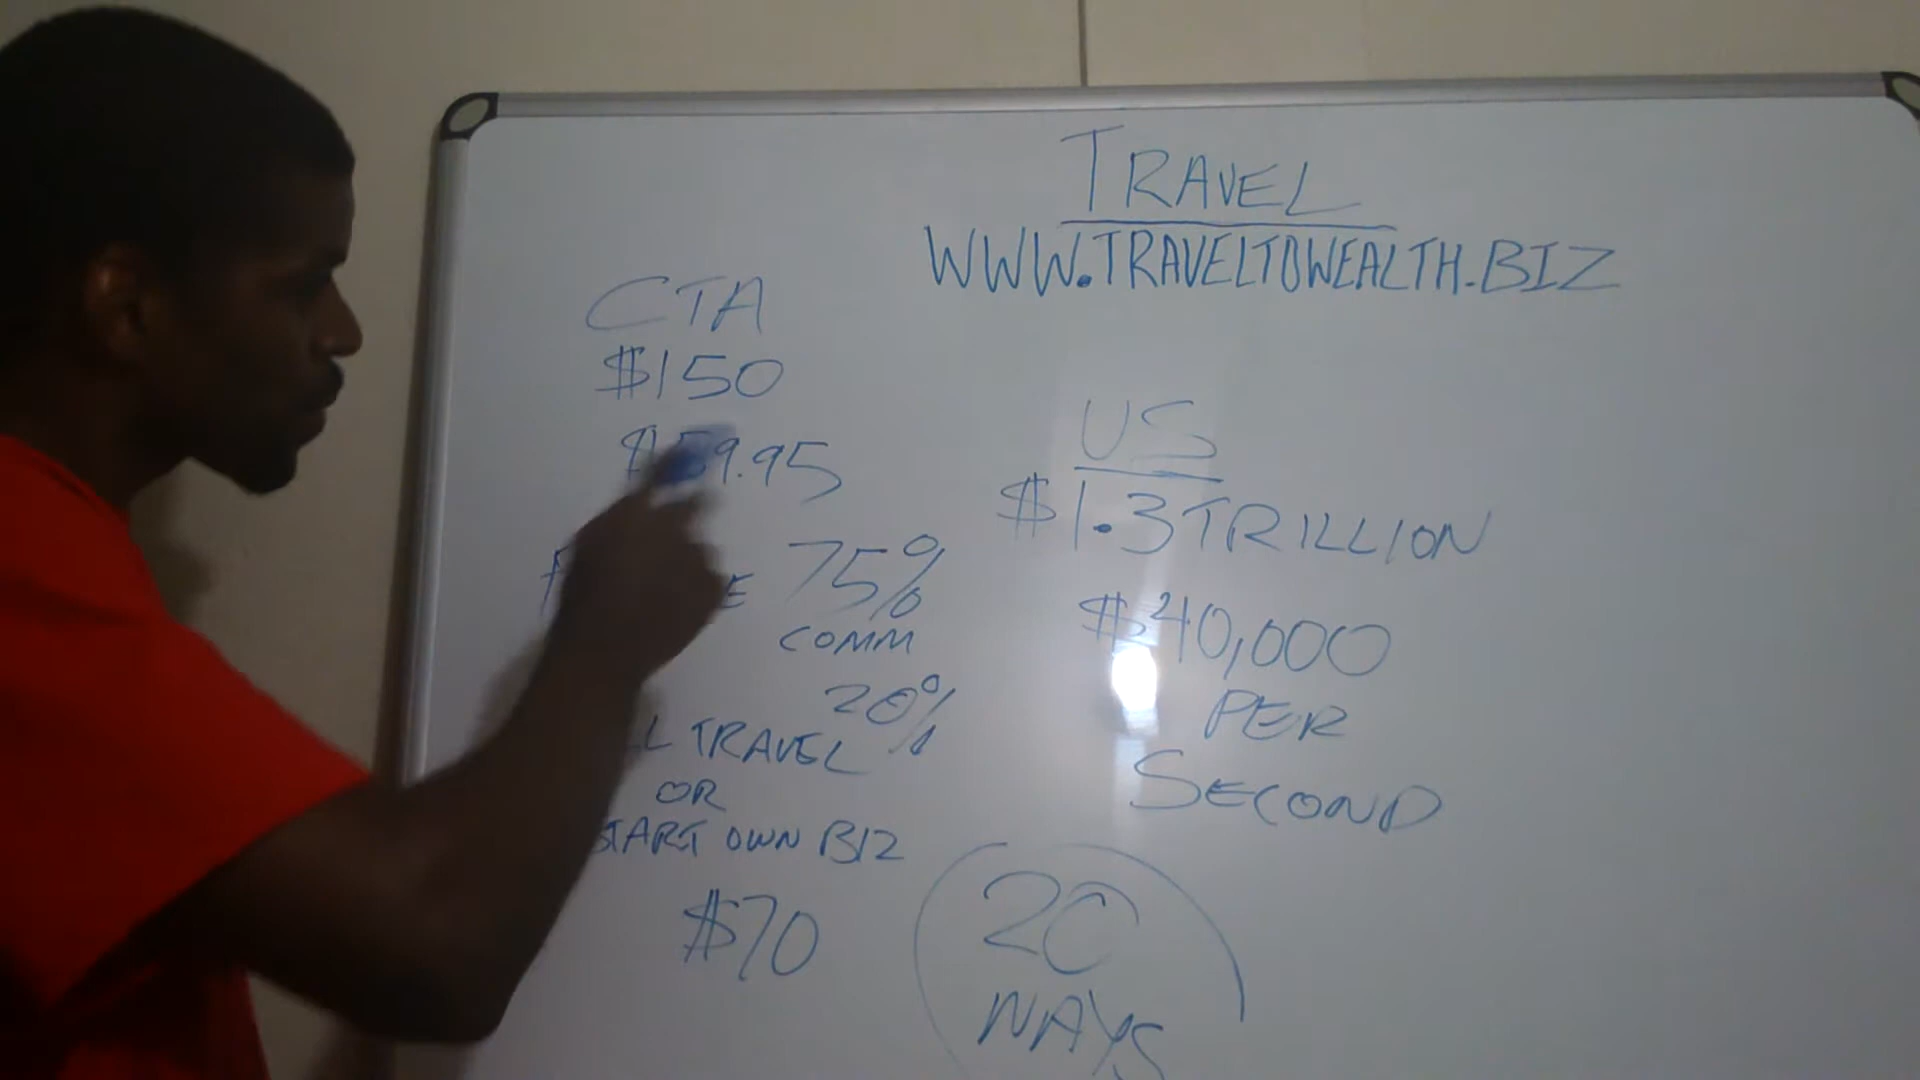 TRAVEL
WWW.TRAVELTOWEALTH.BIZ
CTA
$150
$59.95
75%
COMM
20%
TRAVEL
OR
START OWN BIZ
$70
US
$1.3 TRILLION
$40,000
PER
SECOND
20
WAYS